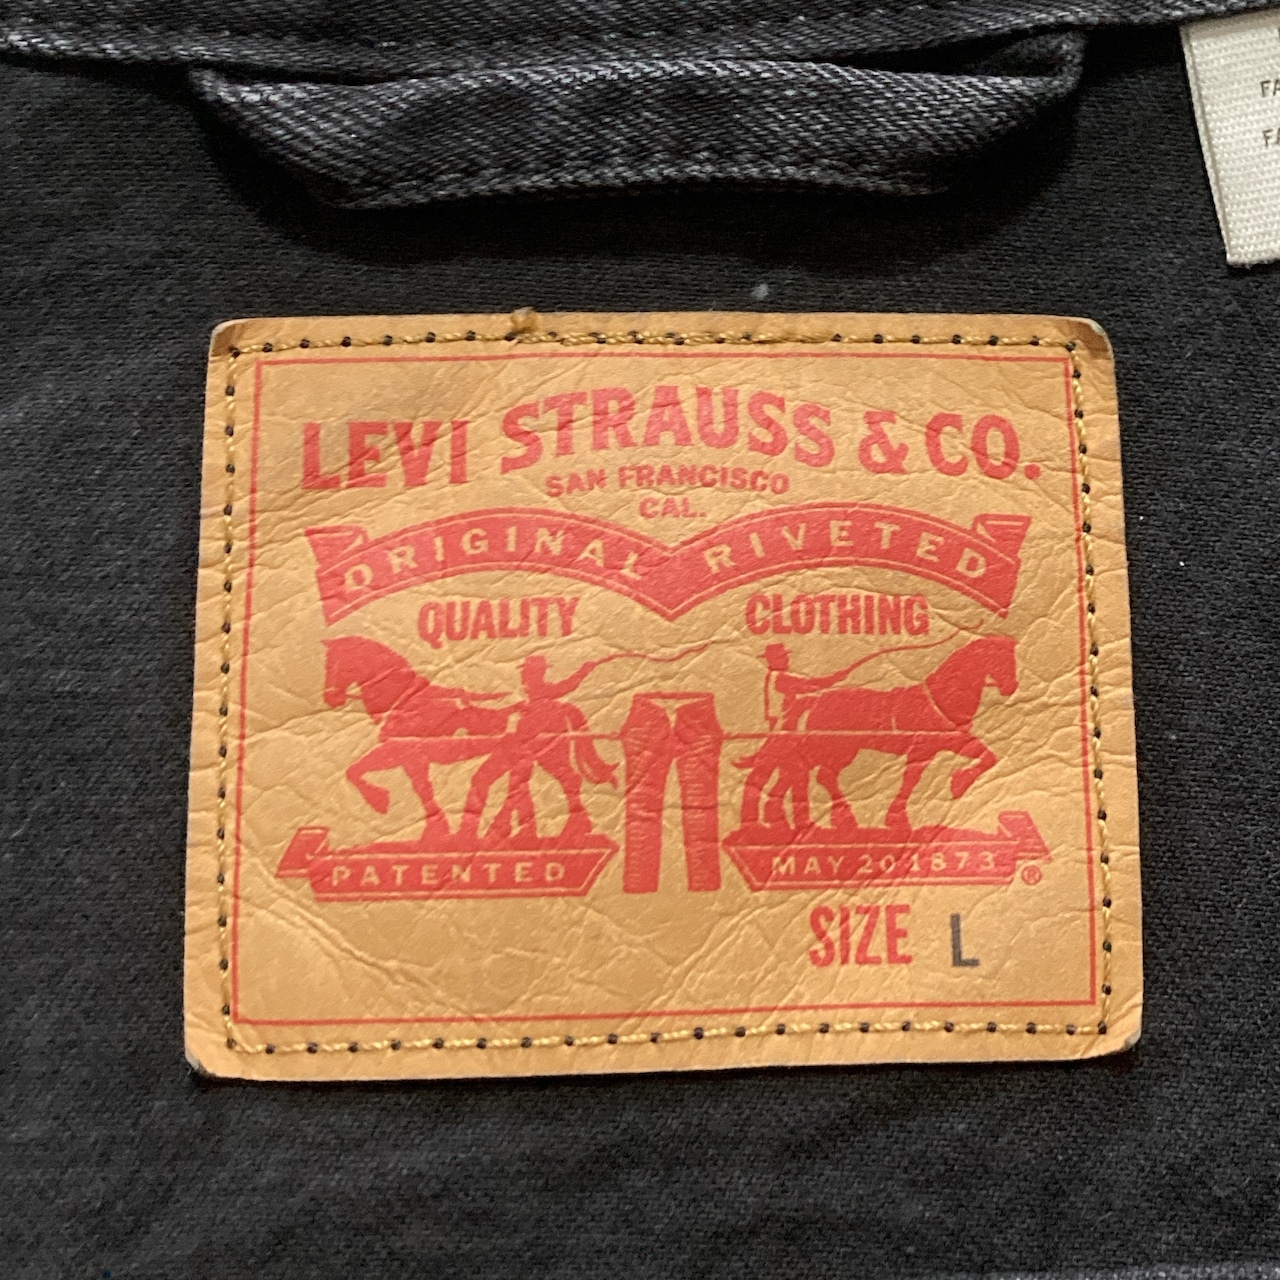 LEVI STRAUSS & CO.
SAN FRANCISCO
CAL.
ORIGINAL RIVETED
QUALITY CLOTHING
PATENTED MAY 20 1873 ®
SIZE L